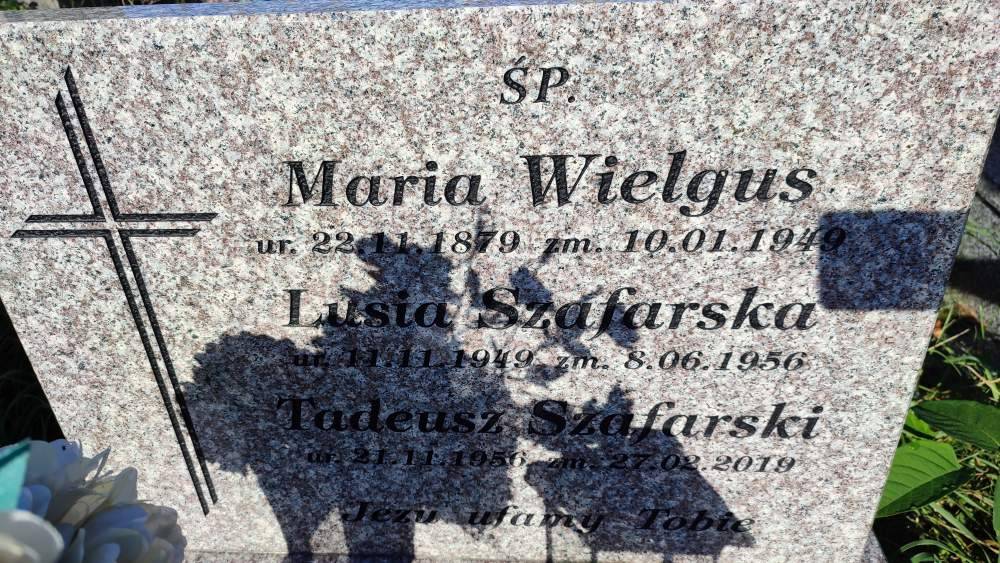 ŚP.
Maria Wielgus
ur. 22.11.1879 zm. 10.01.1949
Lusia Szafarska
ur. 11.11.1949 zm. 8.06.1956
Tadeusz Szafarski
ur. 21.11.1956 zm. 27.02.2019
Jezu ufamy Tobie